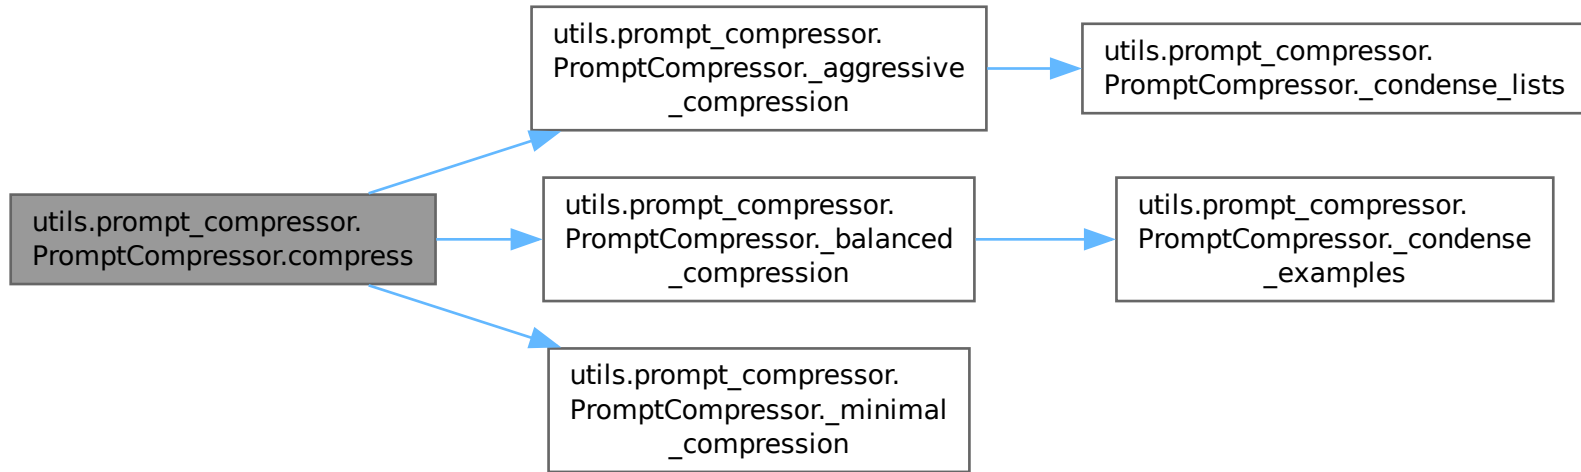 utils.prompt_compressor.
PromptCompressor.compress
utils.prompt_compressor.
PromptCompressor._aggressive
_compression
utils.prompt_compressor.
PromptCompressor._condense_lists
utils.prompt_compressor.
PromptCompressor._balanced
_compression
utils.prompt_compressor.
PromptCompressor._condense
_examples
utils.prompt_compressor.
PromptCompressor._minimal
_compression